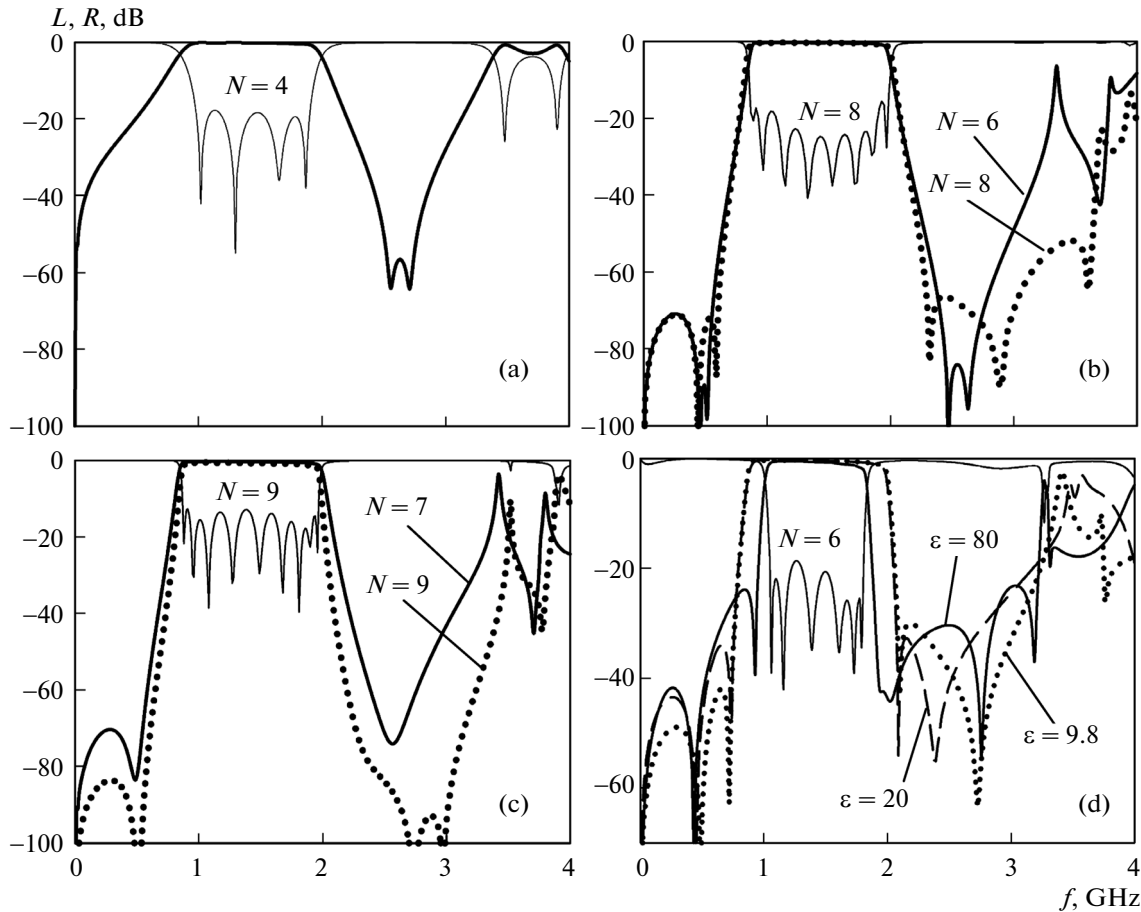 L, R, dB
0
−20
−40
−60
−80
−100
0
1
2
3
4
N = 4
(a)
0
−20
−40
−60
−80
−100
N = 8
N = 6
N = 8
(b)
0
−20
−40
−60
−80
−100
N = 9
N = 7
N = 9
(c)
0
−20
−40
−60
N = 6
ε = 80
ε = 9.8
ε = 20
(d)
0
1
2
3
4
f, GHz